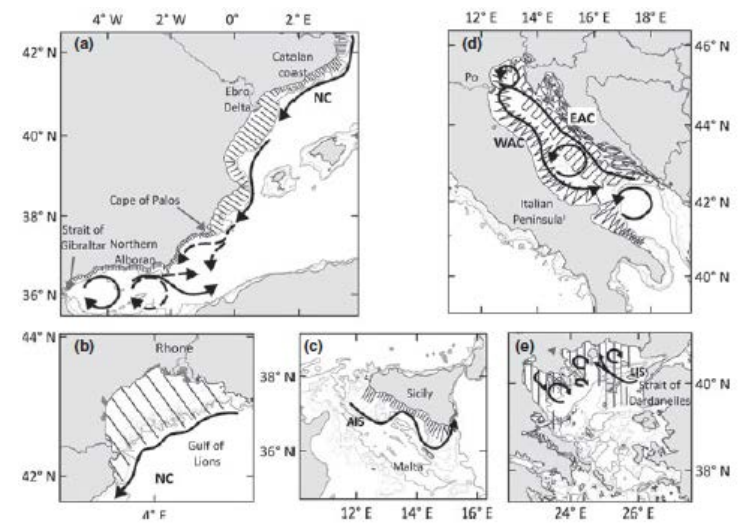 4° W 2° W 0° 2° E
42° N
40° N
38° N
36° N
(a)
Catalan
coast
Ebro
Delta
NC
Cape of Palos
Strait of
Gibraltar
Northern
Alboran
12° E 14° E 16° E 18° E
46° N
44° N
42° N
40° N
(d)
Po
EAC
WAC
Italian
Peninsula
44° N
42° N
(b)
Rhone
Gulf of
Lions
NC
4° E
38° N
36° N
(c)
Sicily
AIS
Malta
12° E 14° E 16° E
(e)
Strait of
Dardanelles
40° N
38° N
24° E 26° E